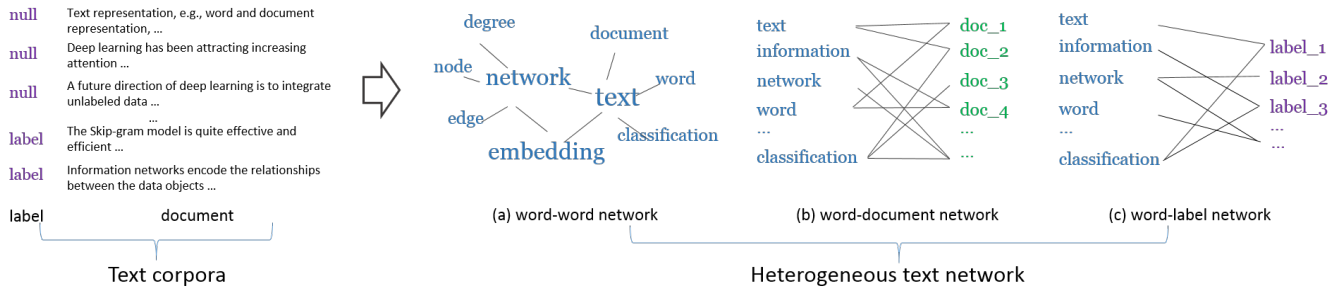 null Text representation, e.g., word and document
representation, ...
null Deep learning has been attracting increasing
attention ...
null A future direction of deep learning is to integrate
unlabeled data ...
...
label The Skip-gram model is quite effective and
efficient ...
label Information networks encode the relationships
between the data objects ...
label document
Text corpora
degree
document
node
network
word
text
edge
classification
embedding
(a) word-word network
text
information
network
word
...
classification
doc_1
doc_2
doc_3
doc_4
...
...
(b) word-document network
text
information
network
word
...
classification
label_1
label_2
label_3
...
...
(c) word-label network
Heterogeneous text network